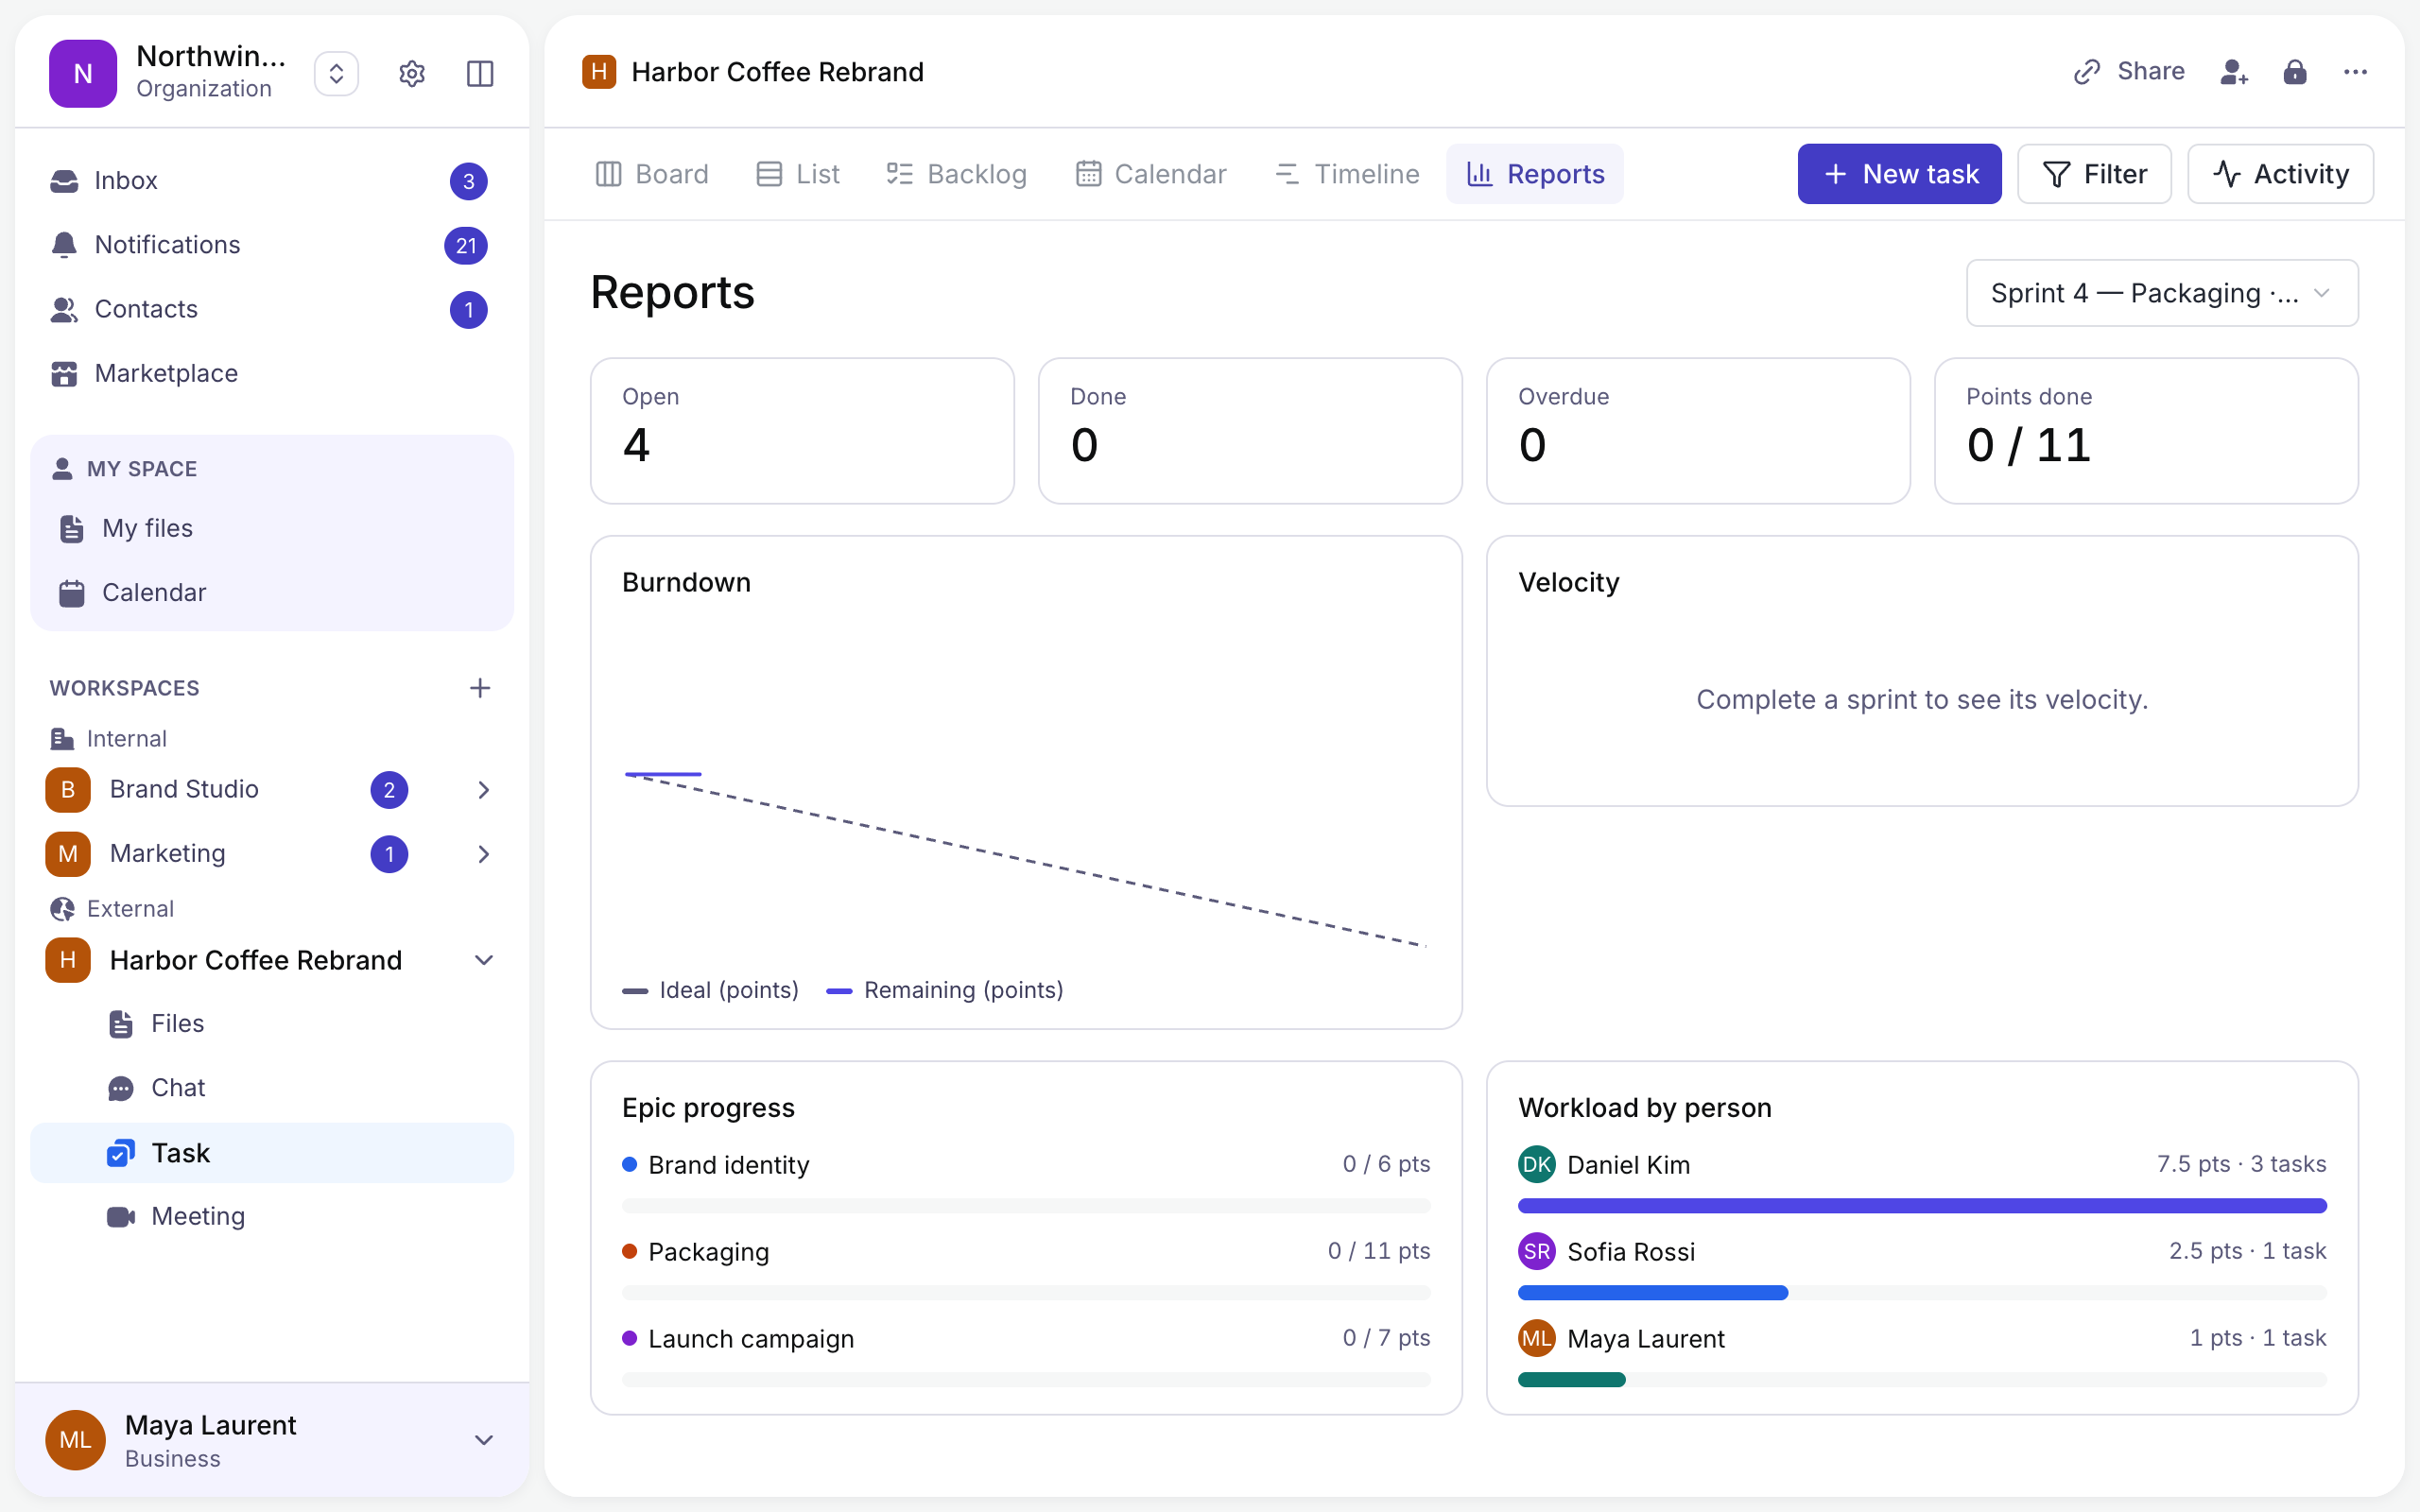 N
Northwin...
Organization
Inbox
3
Notifications
21
Contacts
1
Marketplace
MY SPACE
My files
Calendar
WORKSPACES
Internal
B
Brand Studio
2
M
Marketing
1
External
H
Harbor Coffee Rebrand
Files
Chat
Task
Meeting
ML
Maya Laurent
Business
H
Harbor Coffee Rebrand
Share
Board
List
Backlog
Calendar
Timeline
Reports
New task
Filter
Activity
Reports
Sprint 4 — Packaging ·...
Open
4
Done
0
Overdue
0
Points done
0 / 11
Burndown
Ideal (points)
Remaining (points)
Velocity
Complete a sprint to see its velocity.
Epic progress
Brand identity
0 / 6 pts
Packaging
0 / 11 pts
Launch campaign
0 / 7 pts
Workload by person
DK
Daniel Kim
7.5 pts · 3 tasks
SR
Sofia Rossi
2.5 pts · 1 task
ML
Maya Laurent
1 pts · 1 task